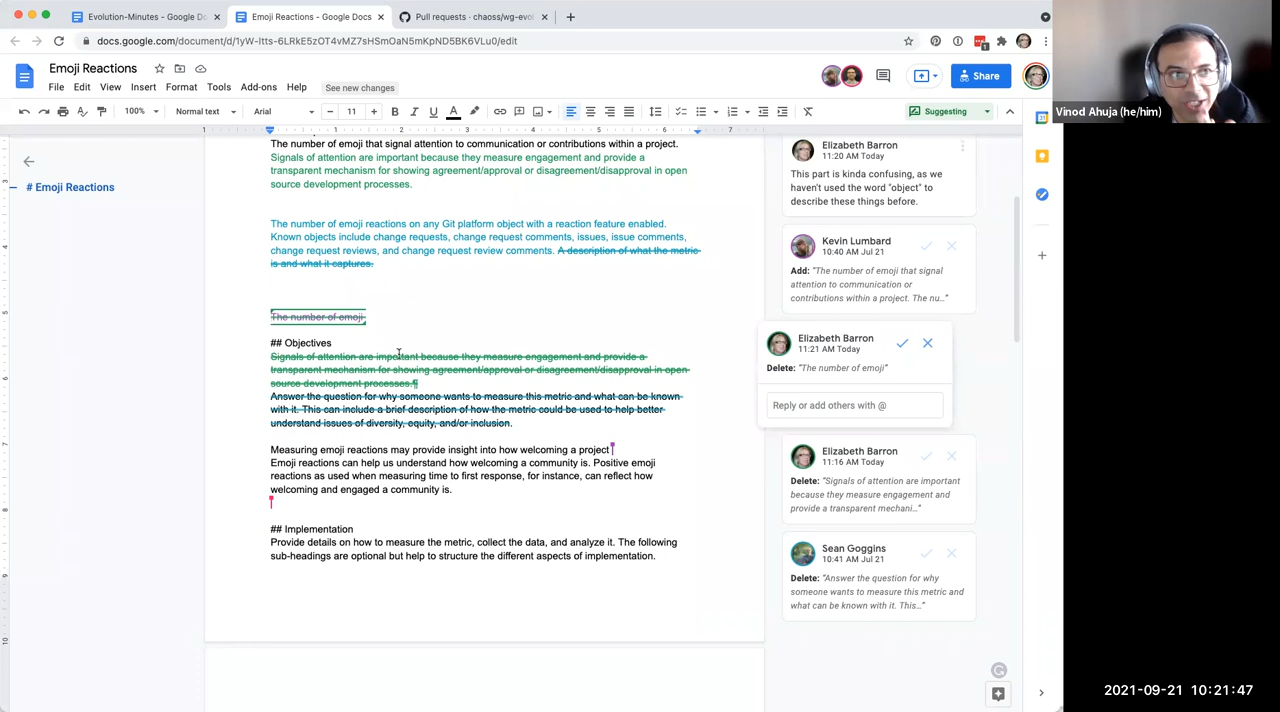 Evolution-Minutes - Google Do
Emoji Reactions - Google Docs
Pull requests · chaoss/wg-evol
docs.google.com/document/d/1yW-Itts-6LRkE5zOT4vMZ7sHSmOaN5mKpND5BK6VLu0/edit
Emoji Reactions
File Edit View Insert Format Tools Add-ons Help See new changes
Share
100% Normal text Arial 11 Suggesting
Vinod Ahuja (he/him)
# Emoji Reactions
The number of emoji that signal attention to communication or contributions within a project.
Signals of attention are important because they measure engagement and provide a
transparent mechanism for showing agreement/approval or disagreement/disapproval in open
source development processes.
The number of emoji reactions on any Git platform object with a reaction feature enabled.
Known objects include change requests, change request comments, issues, issue comments,
change request reviews, and change request review comments. A description of what the metric
is and what it captures.
The number of emoji
## Objectives
Signals of attention are important because they measure engagement and provide a
transparent mechanism for showing agreement/approval or disagreement/disapproval in open
source development processes.¶
Answer the question for why someone wants to measure this metric and what can be known
with it. This can include a brief description of how the metric could be used to help better
understand issues of diversity, equity, and/or inclusion.
Measuring emoji reactions may provide insight into how welcoming a project
Emoji reactions can help us understand how welcoming a community is. Positive emoji
reactions as used when measuring time to first response, for instance, can reflect how
welcoming and engaged a community is.
## Implementation
Provide details on how to measure the metric, collect the data, and analyze it. The following
sub-headings are optional but help to structure the different aspects of implementation.
Elizabeth Barron
11:20 AM Today
This part is kinda confusing, as we
haven't used the word "object" to
describe these things before.
Kevin Lumbard
10:40 AM Jul 21
Add: "The number of emoji that signal
attention to communication or
contributions within a project. The nu..."
Elizabeth Barron
11:21 AM Today
Delete: "The number of emoji"
Reply or add others with @
Elizabeth Barron
11:16 AM Today
Delete: "Signals of attention are important
because they measure engagement and
provide a transparent mechani..."
Sean Goggins
10:41 AM Jul 21
Delete: "Answer the question for why
someone wants to measure this metric and
what can be known with it. This..."
2021-09-21 10:21:47